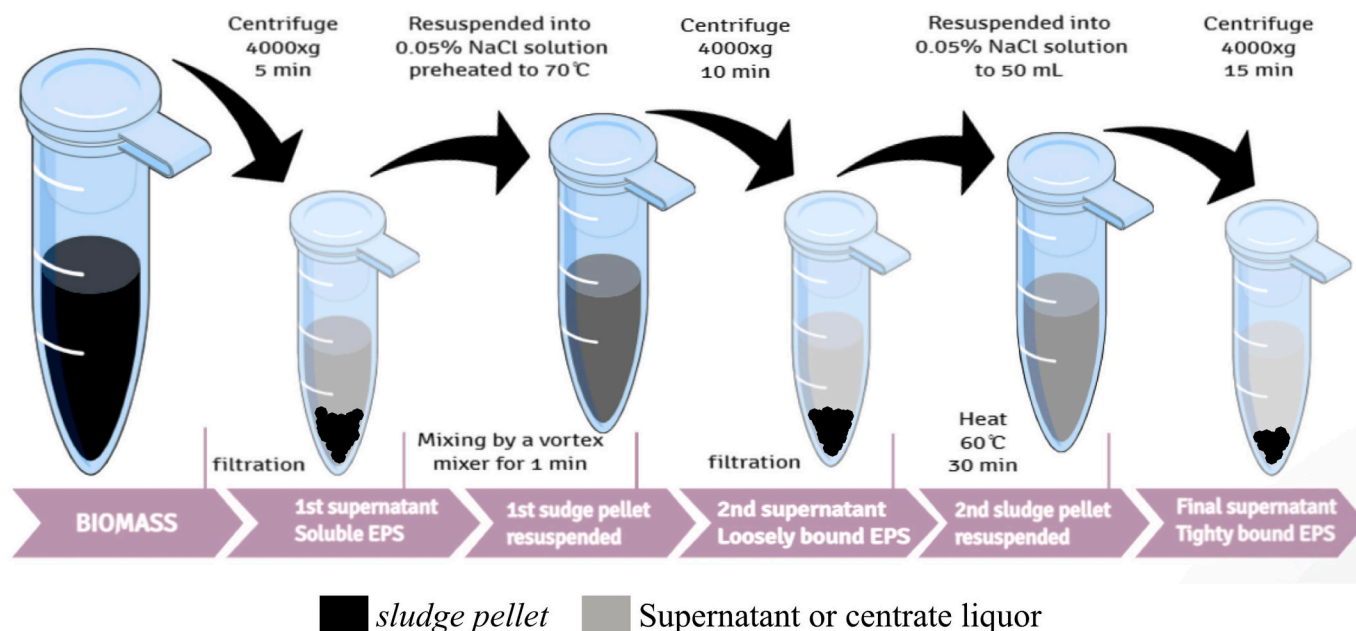 Centrifuge
4000xg
5 min
Resuspended into
0.05% NaCl solution
preheated to 70℃
Centrifuge
4000xg
10 min
Resuspended into
0.05% NaCl solution
to 50 mL
Centrifuge
4000xg
15 min
filtration
Mixing by a vortex
mixer for 1 min
filtration
Heat
60℃
30 min
BIOMASS
1st supernatant
Soluble EPS
1st sudge pellet
resuspended
2nd supernatant
Loosely bound EPS
2nd sludge pellet
resuspended
Final supernatant
Tighty bound EPS
sludge pellet
Supernatant or centrate liquor